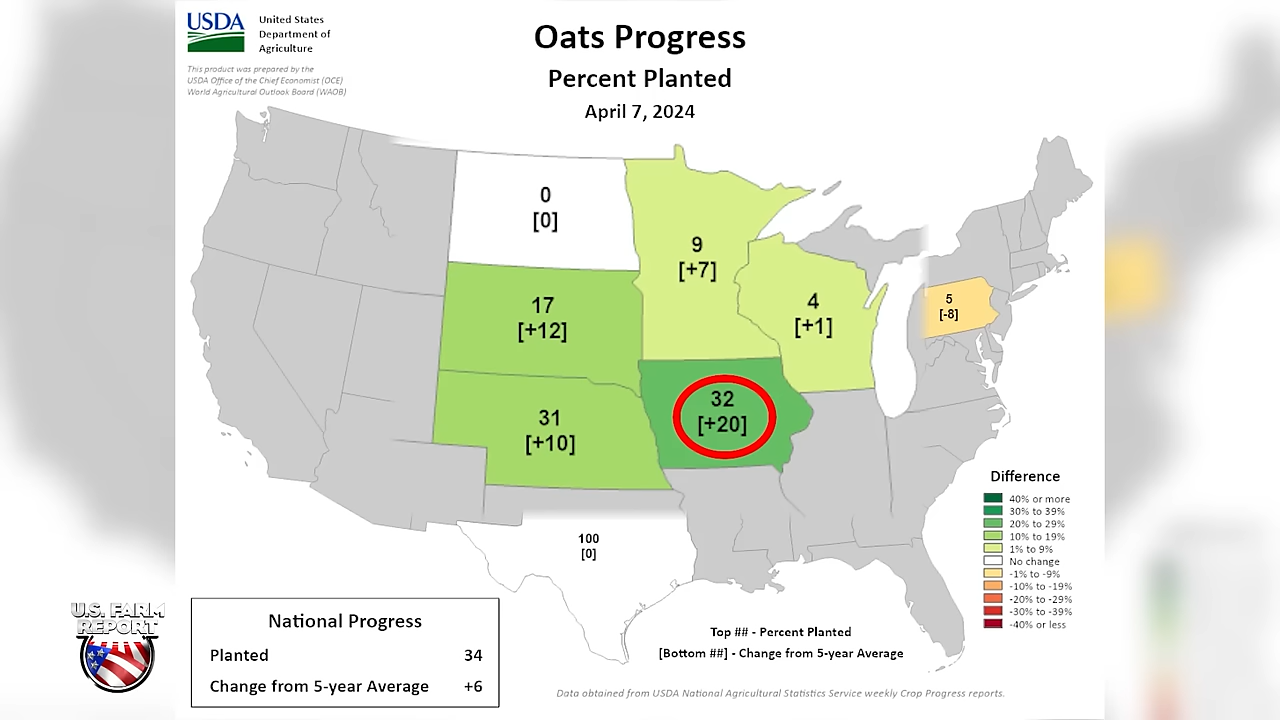 USDA
United States
Department of
Agriculture
This product was prepared by the
USDA Office of the Chief Economist (OCE)
World Agricultural Outlook Board (WAOB)
Oats Progress
Percent Planted
April 7, 2024
0
[0]
9
[+7]
17
[+12]
4
[+1]
5
[-8]
31
[+10]
32
[+20]
100
[0]
Difference
40% or more
30% to 39%
20% to 29%
10% to 19%
1% to 9%
No change
-1% to -9%
-10% to -19%
-20% to -29%
-30% to -39%
-40% or less
U.S. FARM
REPORT
National Progress
Planted 34
Change from 5-year Average +6
Top ## - Percent Planted
[Bottom ##] - Change from 5-year Average
Data obtained from USDA National Agricultural Statistics Service weekly Crop Progress reports.